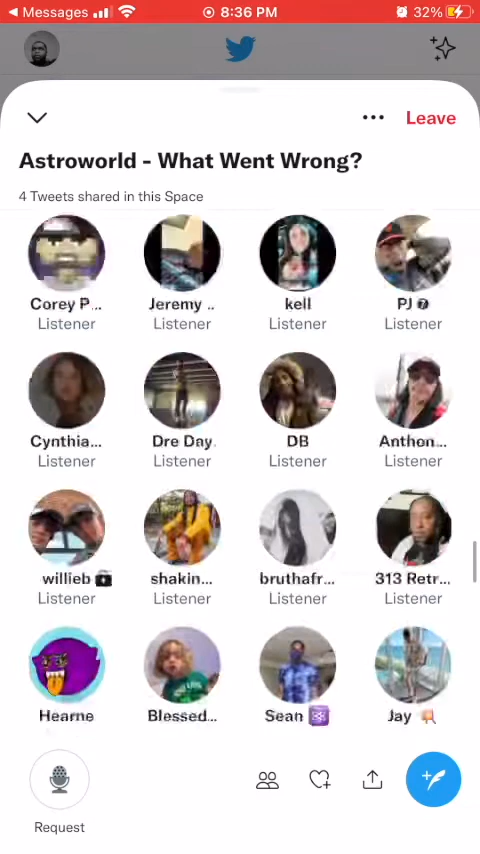 Messages 8:36 PM 32%
Leave
Astroworld - What Went Wrong?
4 Tweets shared in this Space
Corey P... Jeremy .. kell PJ
Listener Listener Listener Listener
Cynthia... Dre Day DB Anthon...
Listener Listener Listener Listener
willieb shakin... bruthafr... 313 Retr...
Listener Listener Listener Listener
Hearne Blessed... Sean Jay
Request